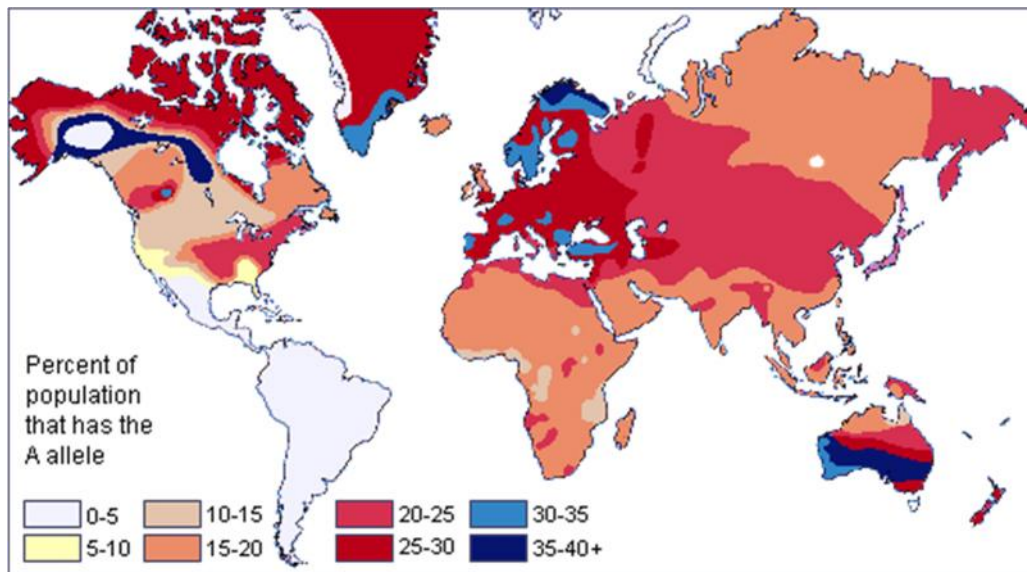 Percent of
population
that has the
A allele
0-5 10-15 20-25 30-35
5-10 15-20 25-30 35-40+